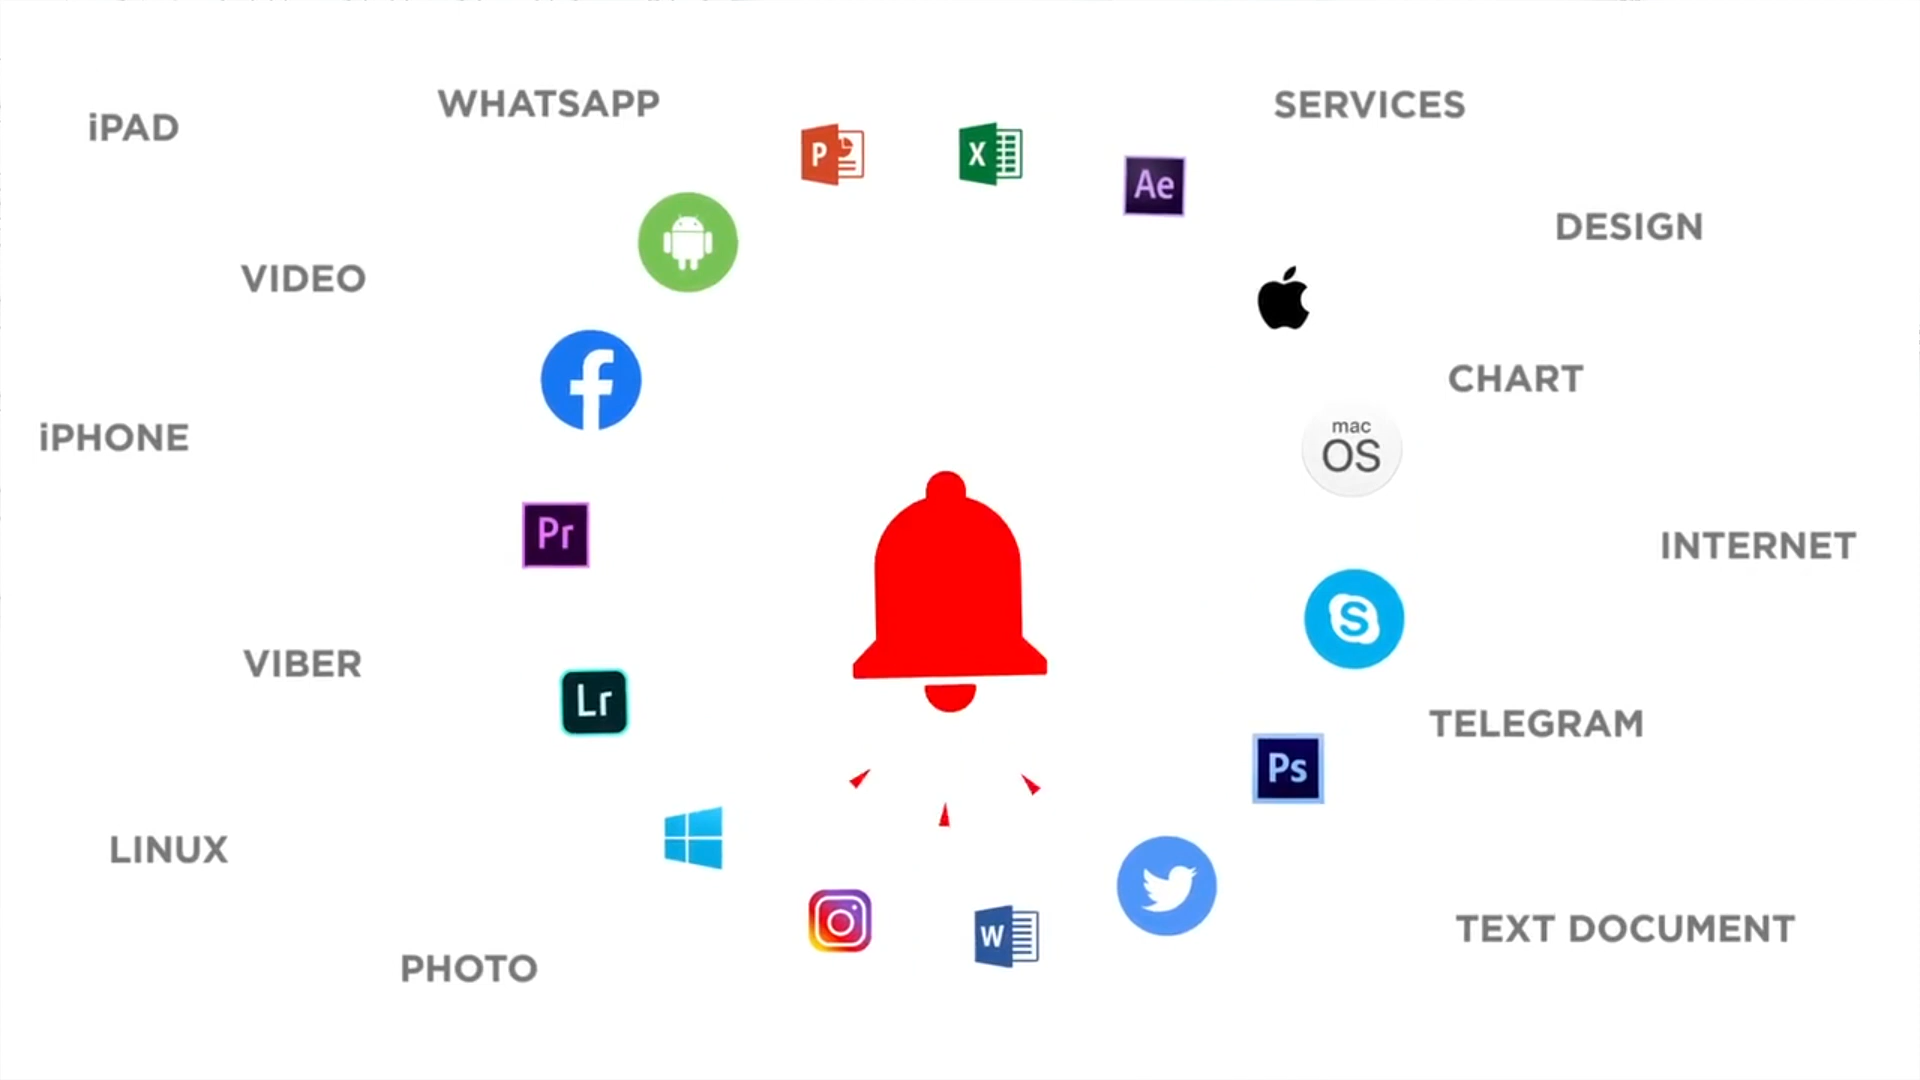 WHATSAPP
SERVICES
iPAD
P
X
Ae
DESIGN
VIDEO
f
CHART
mac
OS
iPHONE
Pr
INTERNET
S
VIBER
Lr
TELEGRAM
Ps
LINUX
W
TEXT DOCUMENT
PHOTO